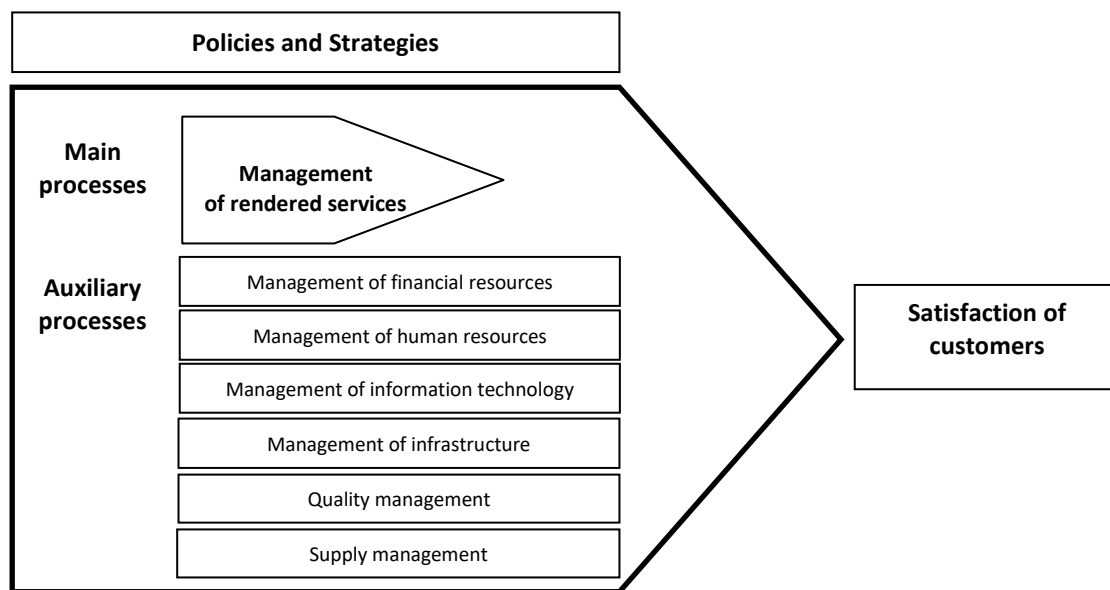 Policies and Strategies
Main
processes
Management
of rendered services
Auxiliary
processes
Management of financial resources
Management of human resources
Management of information technology
Management of infrastructure
Quality management
Supply management
Satisfaction of
customers